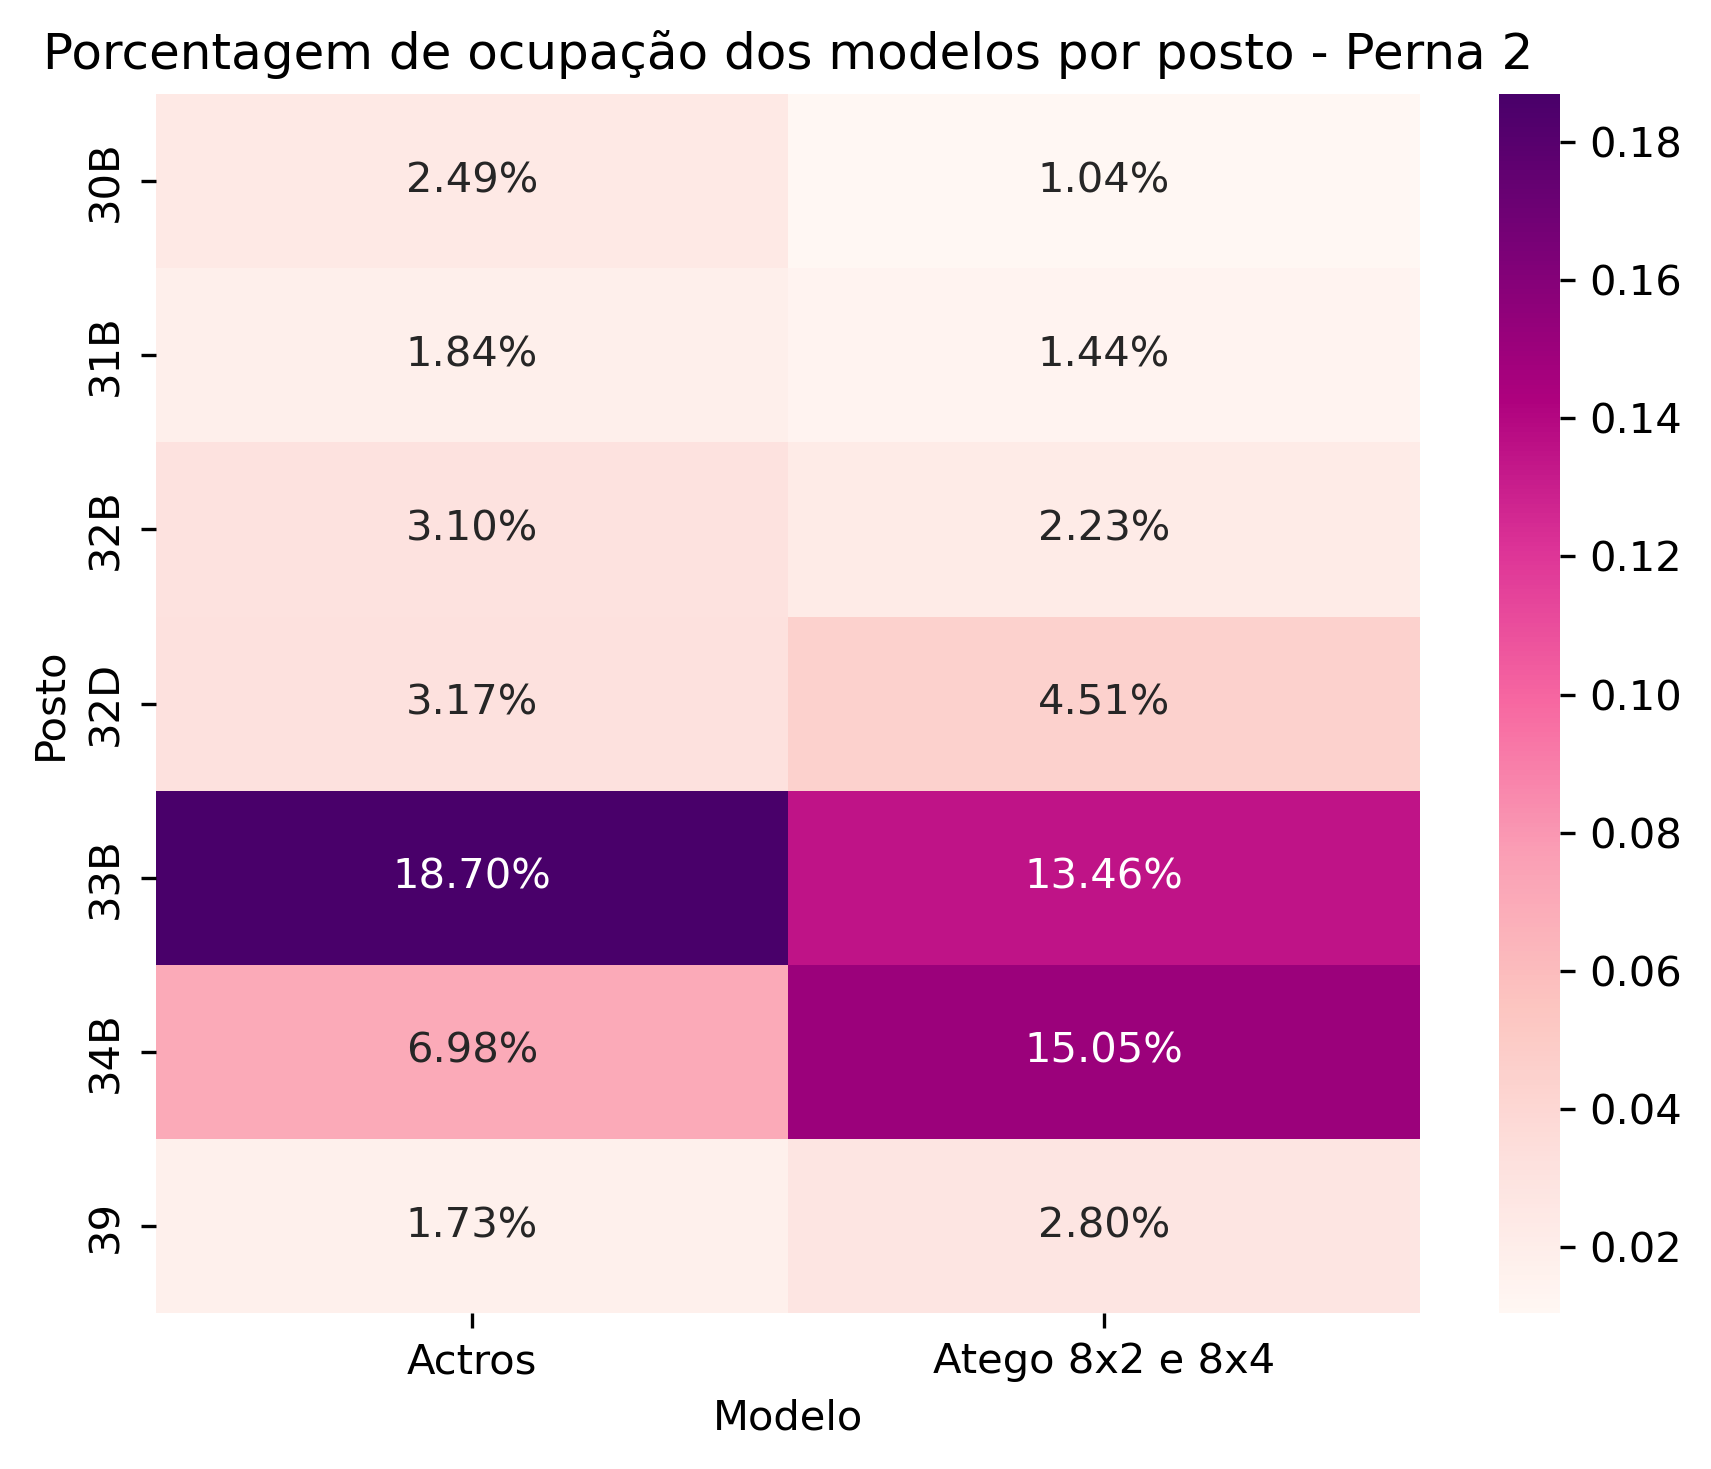 Porcentagem de ocupação dos modelos por posto - Perna 2
Posto
30B 2.49% 1.04%
31B 1.84% 1.44%
32B 3.10% 2.23%
32D 3.17% 4.51%
33B 18.70% 13.46%
34B 6.98% 15.05%
39 1.73% 2.80%
Actros Atego 8x2 e 8x4
Modelo
0.18
0.16
0.14
0.12
0.10
0.08
0.06
0.04
0.02